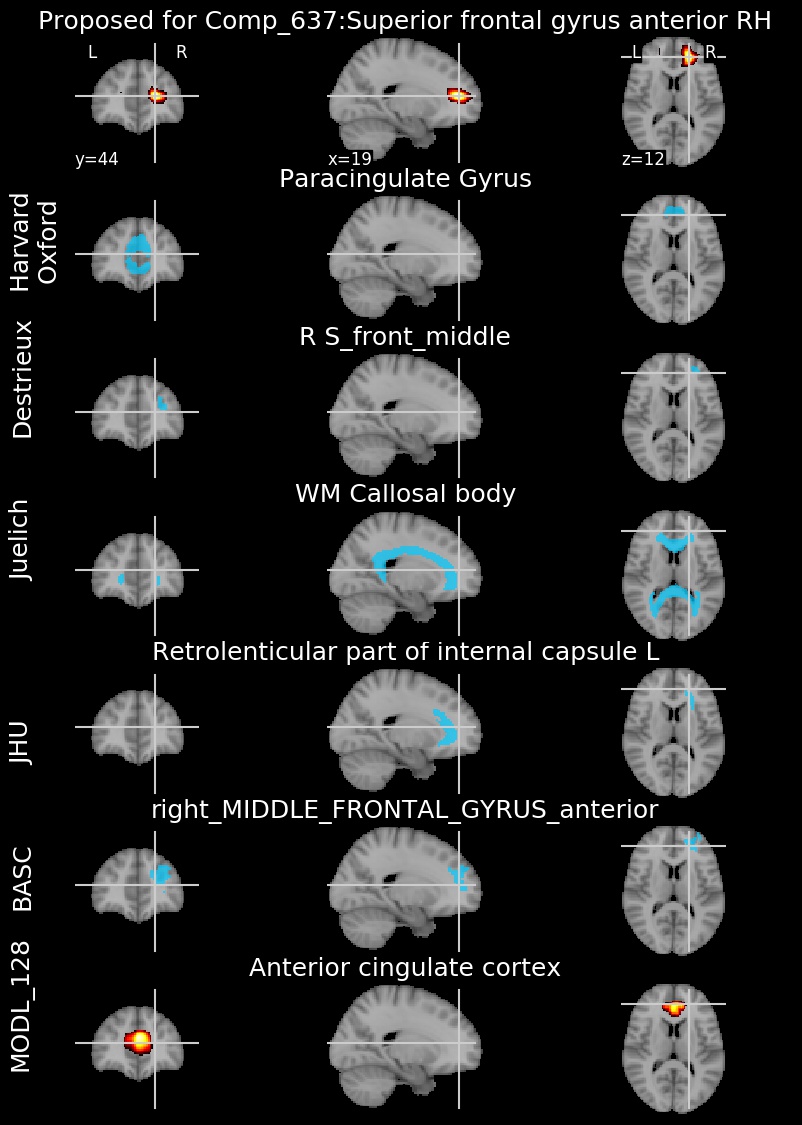 Proposed for Comp_637:Superior frontal gyrus anterior RH
L R
L R
y=44 x=19 z=12
Paracingulate Gyrus
Harvard
Oxford
R S_front_middle
Destrieux
WM Callosal body
Juelich
Retrolenticular part of internal capsule L
JHU
right_MIDDLE_FRONTAL_GYRUS_anterior
BASC
Anterior cingulate cortex
MODL_128